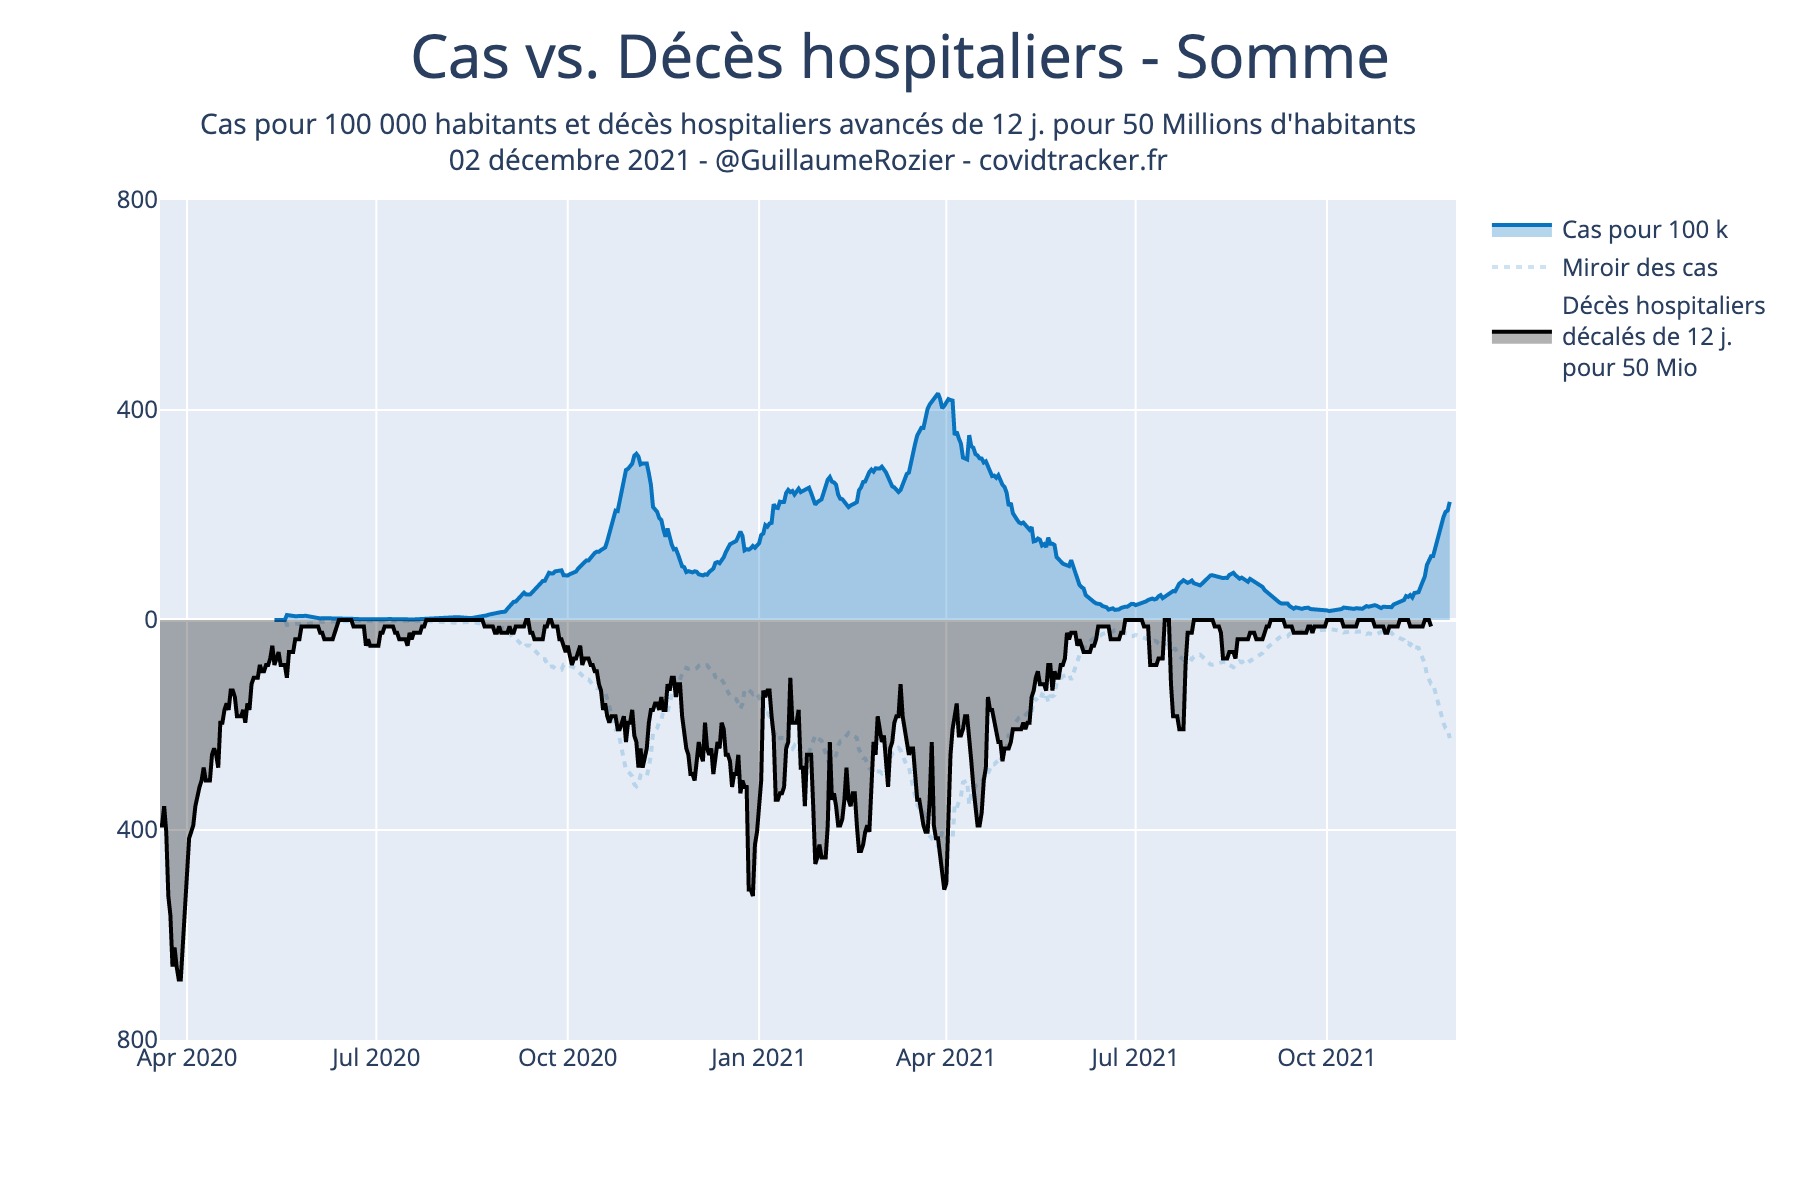 Cas vs. Décès hospitaliers - Somme
Cas pour 100 000 habitants et décès hospitaliers avancés de 12 j. pour 50 Millions d'habitants
02 décembre 2021 - @GuillaumeRozier - covidtracker.fr
800
400
0
400
800
Apr 2020
Jul 2020
Oct 2020
Jan 2021
Apr 2021
Jul 2021
Oct 2021
Cas pour 100 k
Miroir des cas
Décès hospitaliers
décalés de 12 j.
pour 50 Mio